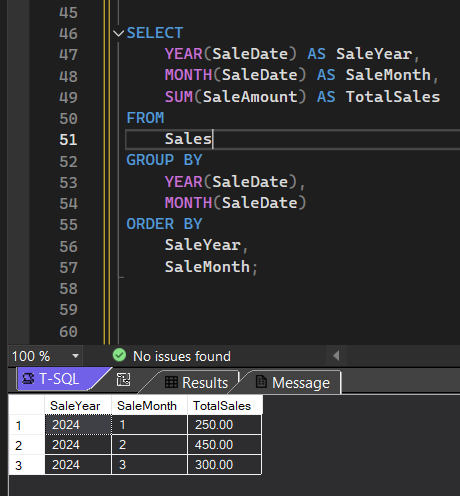 45
46 SELECT
47 YEAR(SaleDate) AS SaleYear,
48 MONTH(SaleDate) AS SaleMonth,
49 SUM(SaleAmount) AS TotalSales
50 FROM
51 Sales
52 GROUP BY
53 YEAR(SaleDate),
54 MONTH(SaleDate)
55 ORDER BY
56 SaleYear,
57 SaleMonth;
58
59
60
100 % No issues found
T-SQL Results Message
SaleYear SaleMonth TotalSales
1 2024 1 250.00
2 2024 2 450.00
3 2024 3 300.00